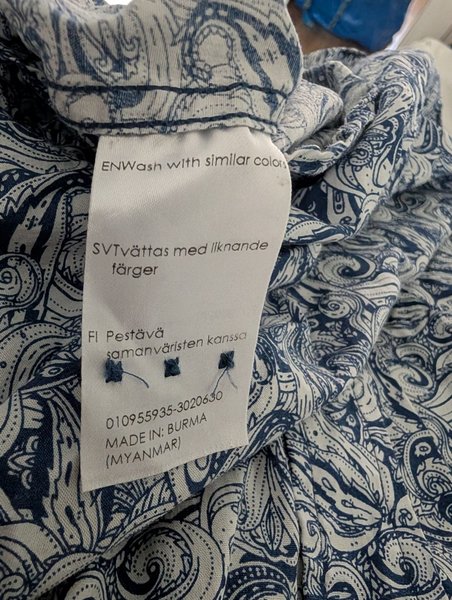 ENWash with similar colors
SVTvättas med liknande
färger
FI Pestävä
samanväristen kanssa
010955935-3020630
MADE IN: BURMA
(MYANMAR)